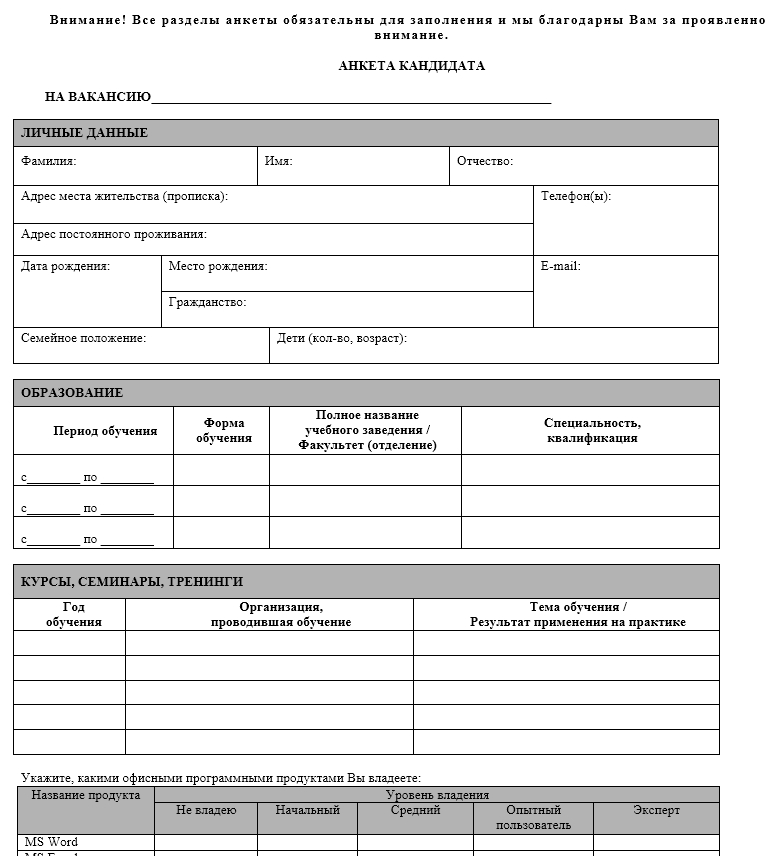 Внимание! Все разделы анкеты обязательны для заполнения и мы благодарны Вам за проявленно
внимание.
АНКЕТА КАНДИДАТА
НА ВАКАНСИЮ____________________
ЛИЧНЫЕ ДАННЫЕ
Фамилия: Имя: Отчество:
Адрес места жительства (прописка): Телефон(ы):
Адрес постоянного проживания:
Дата рождения: Место рождения: E-mail:
Гражданство:
Семейное положение: Дети (кол-во, возраст):
ОБРАЗОВАНИЕ
Период обучения
Форма
обучения
Полное название
учебного заведения /
Факультет (отделение)
Специальность,
квалификация
с________ по ________
с________ по ________
с________ по ________
КУРСЫ, СЕМИНАРЫ, ТРЕНИНГИ
Год
обучения
Организация,
проводившая обучение
Тема обучения /
Результат применения на практике
Укажите, какими офисными программными продуктами Вы владеете:
Название продукта Уровень владения
Не владею Начальный Средний Опытный
пользователь
Эксперт
MS Word